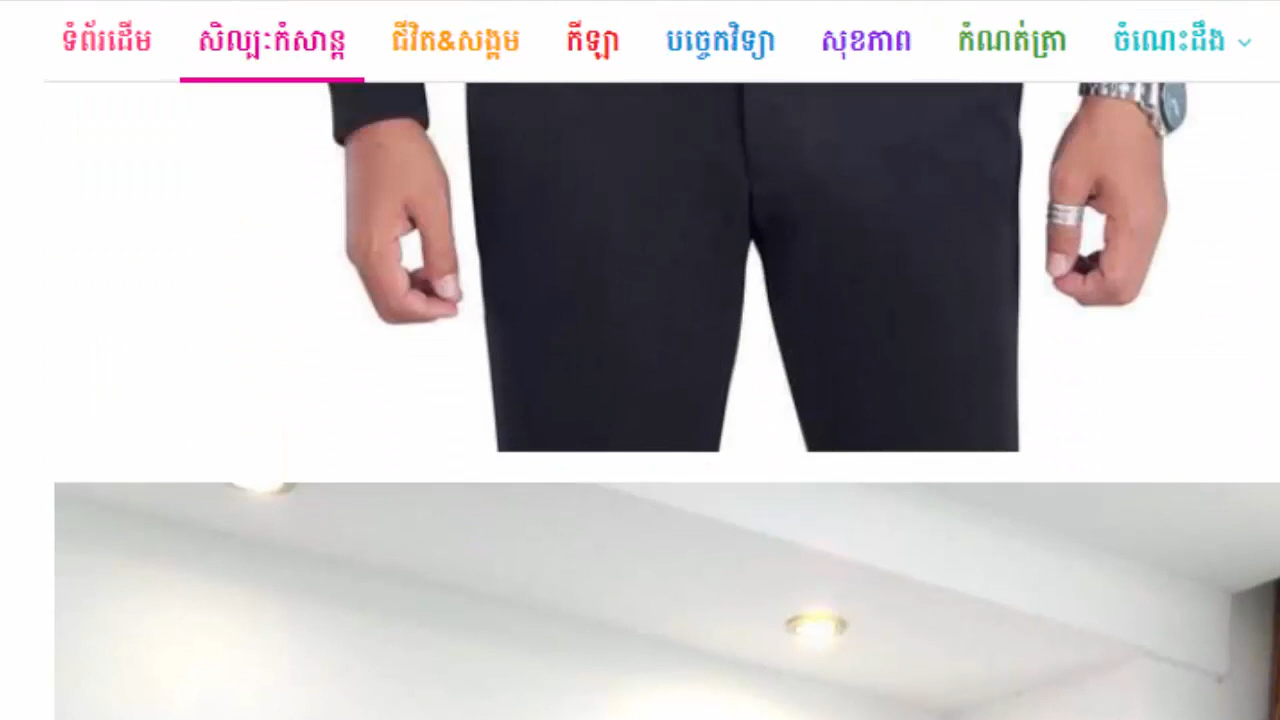 ទំព័រដើម សិល្បៈកំសាន្ត ជីវិត&សង្គម កីឡា បច្ចេកវិទ្យា សុខភាព កំណត់ត្រា ចំណេះដឹង